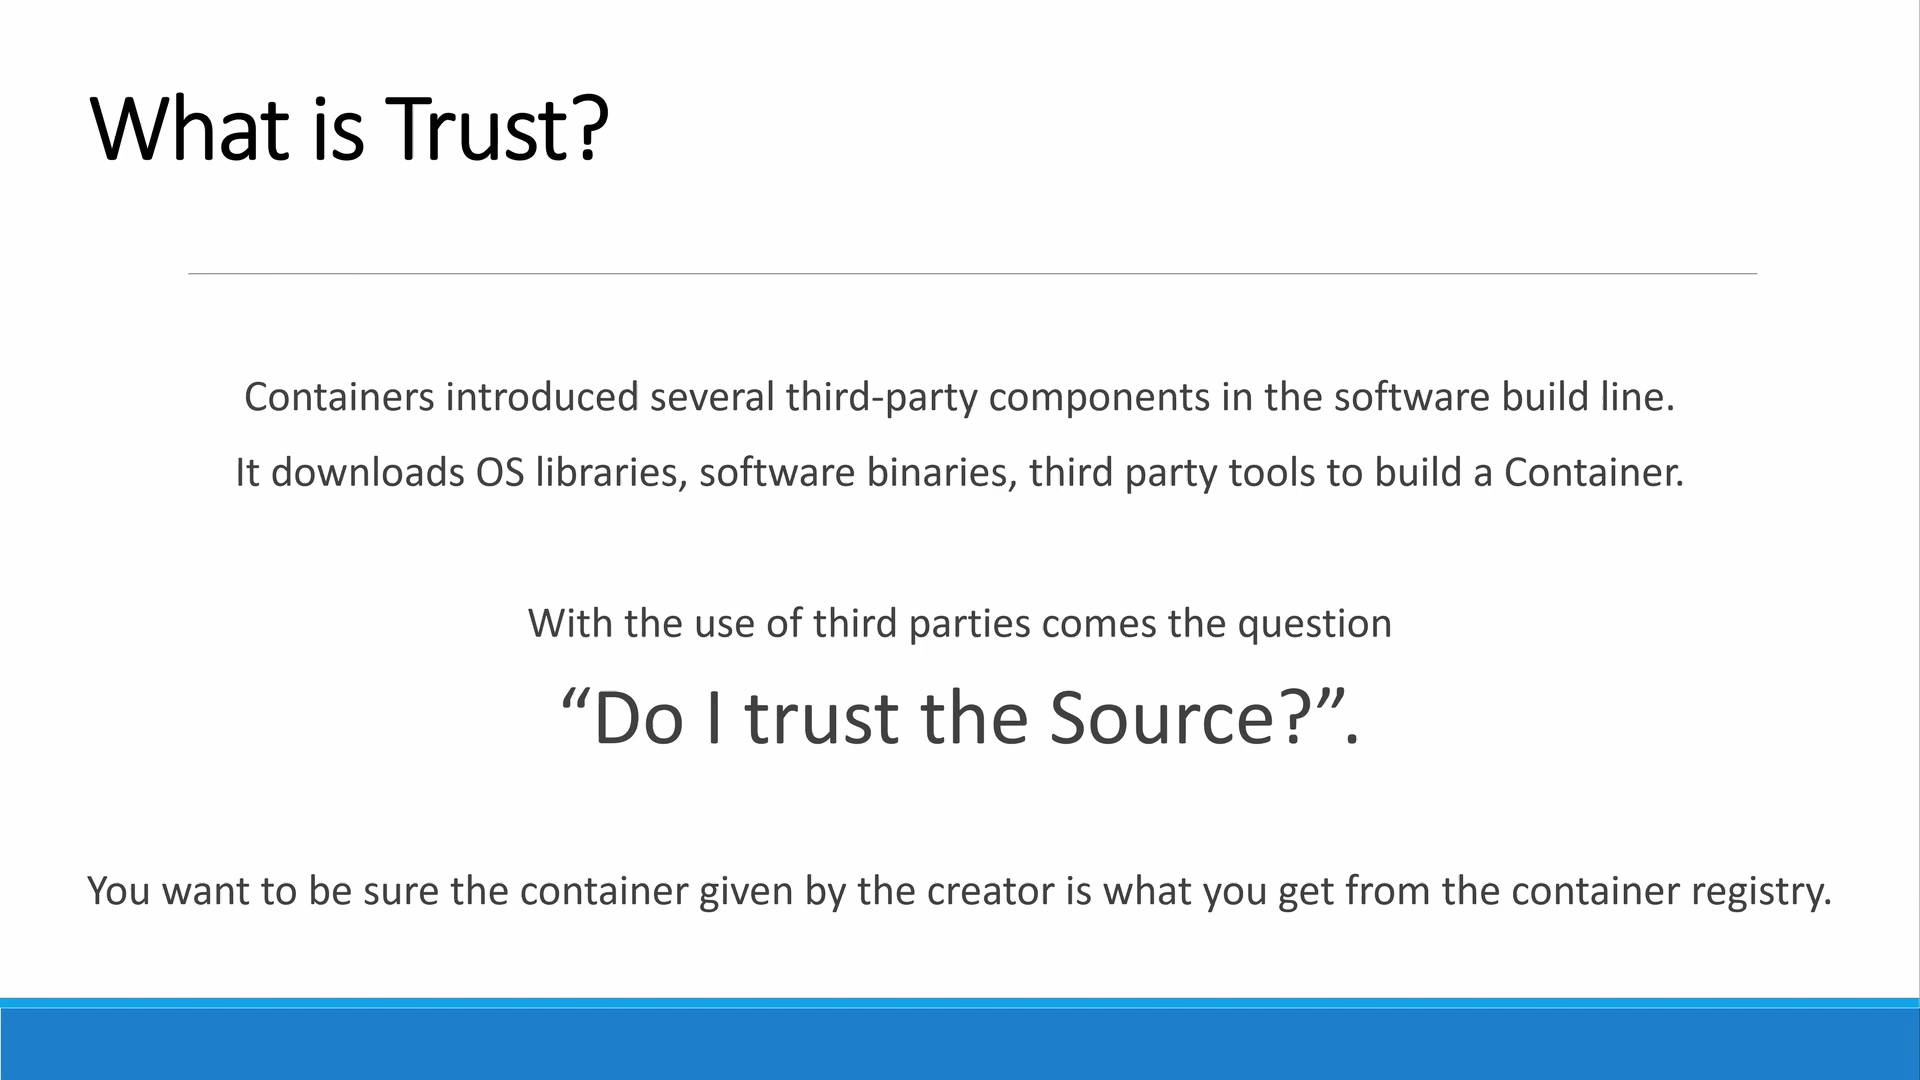 What is Trust?
Containers introduced several third-party components in the software build line.
It downloads OS libraries, software binaries, third party tools to build a Container.
With the use of third parties comes the question
“Do I trust the Source?”.
You want to be sure the container given by the creator is what you get from the container registry.